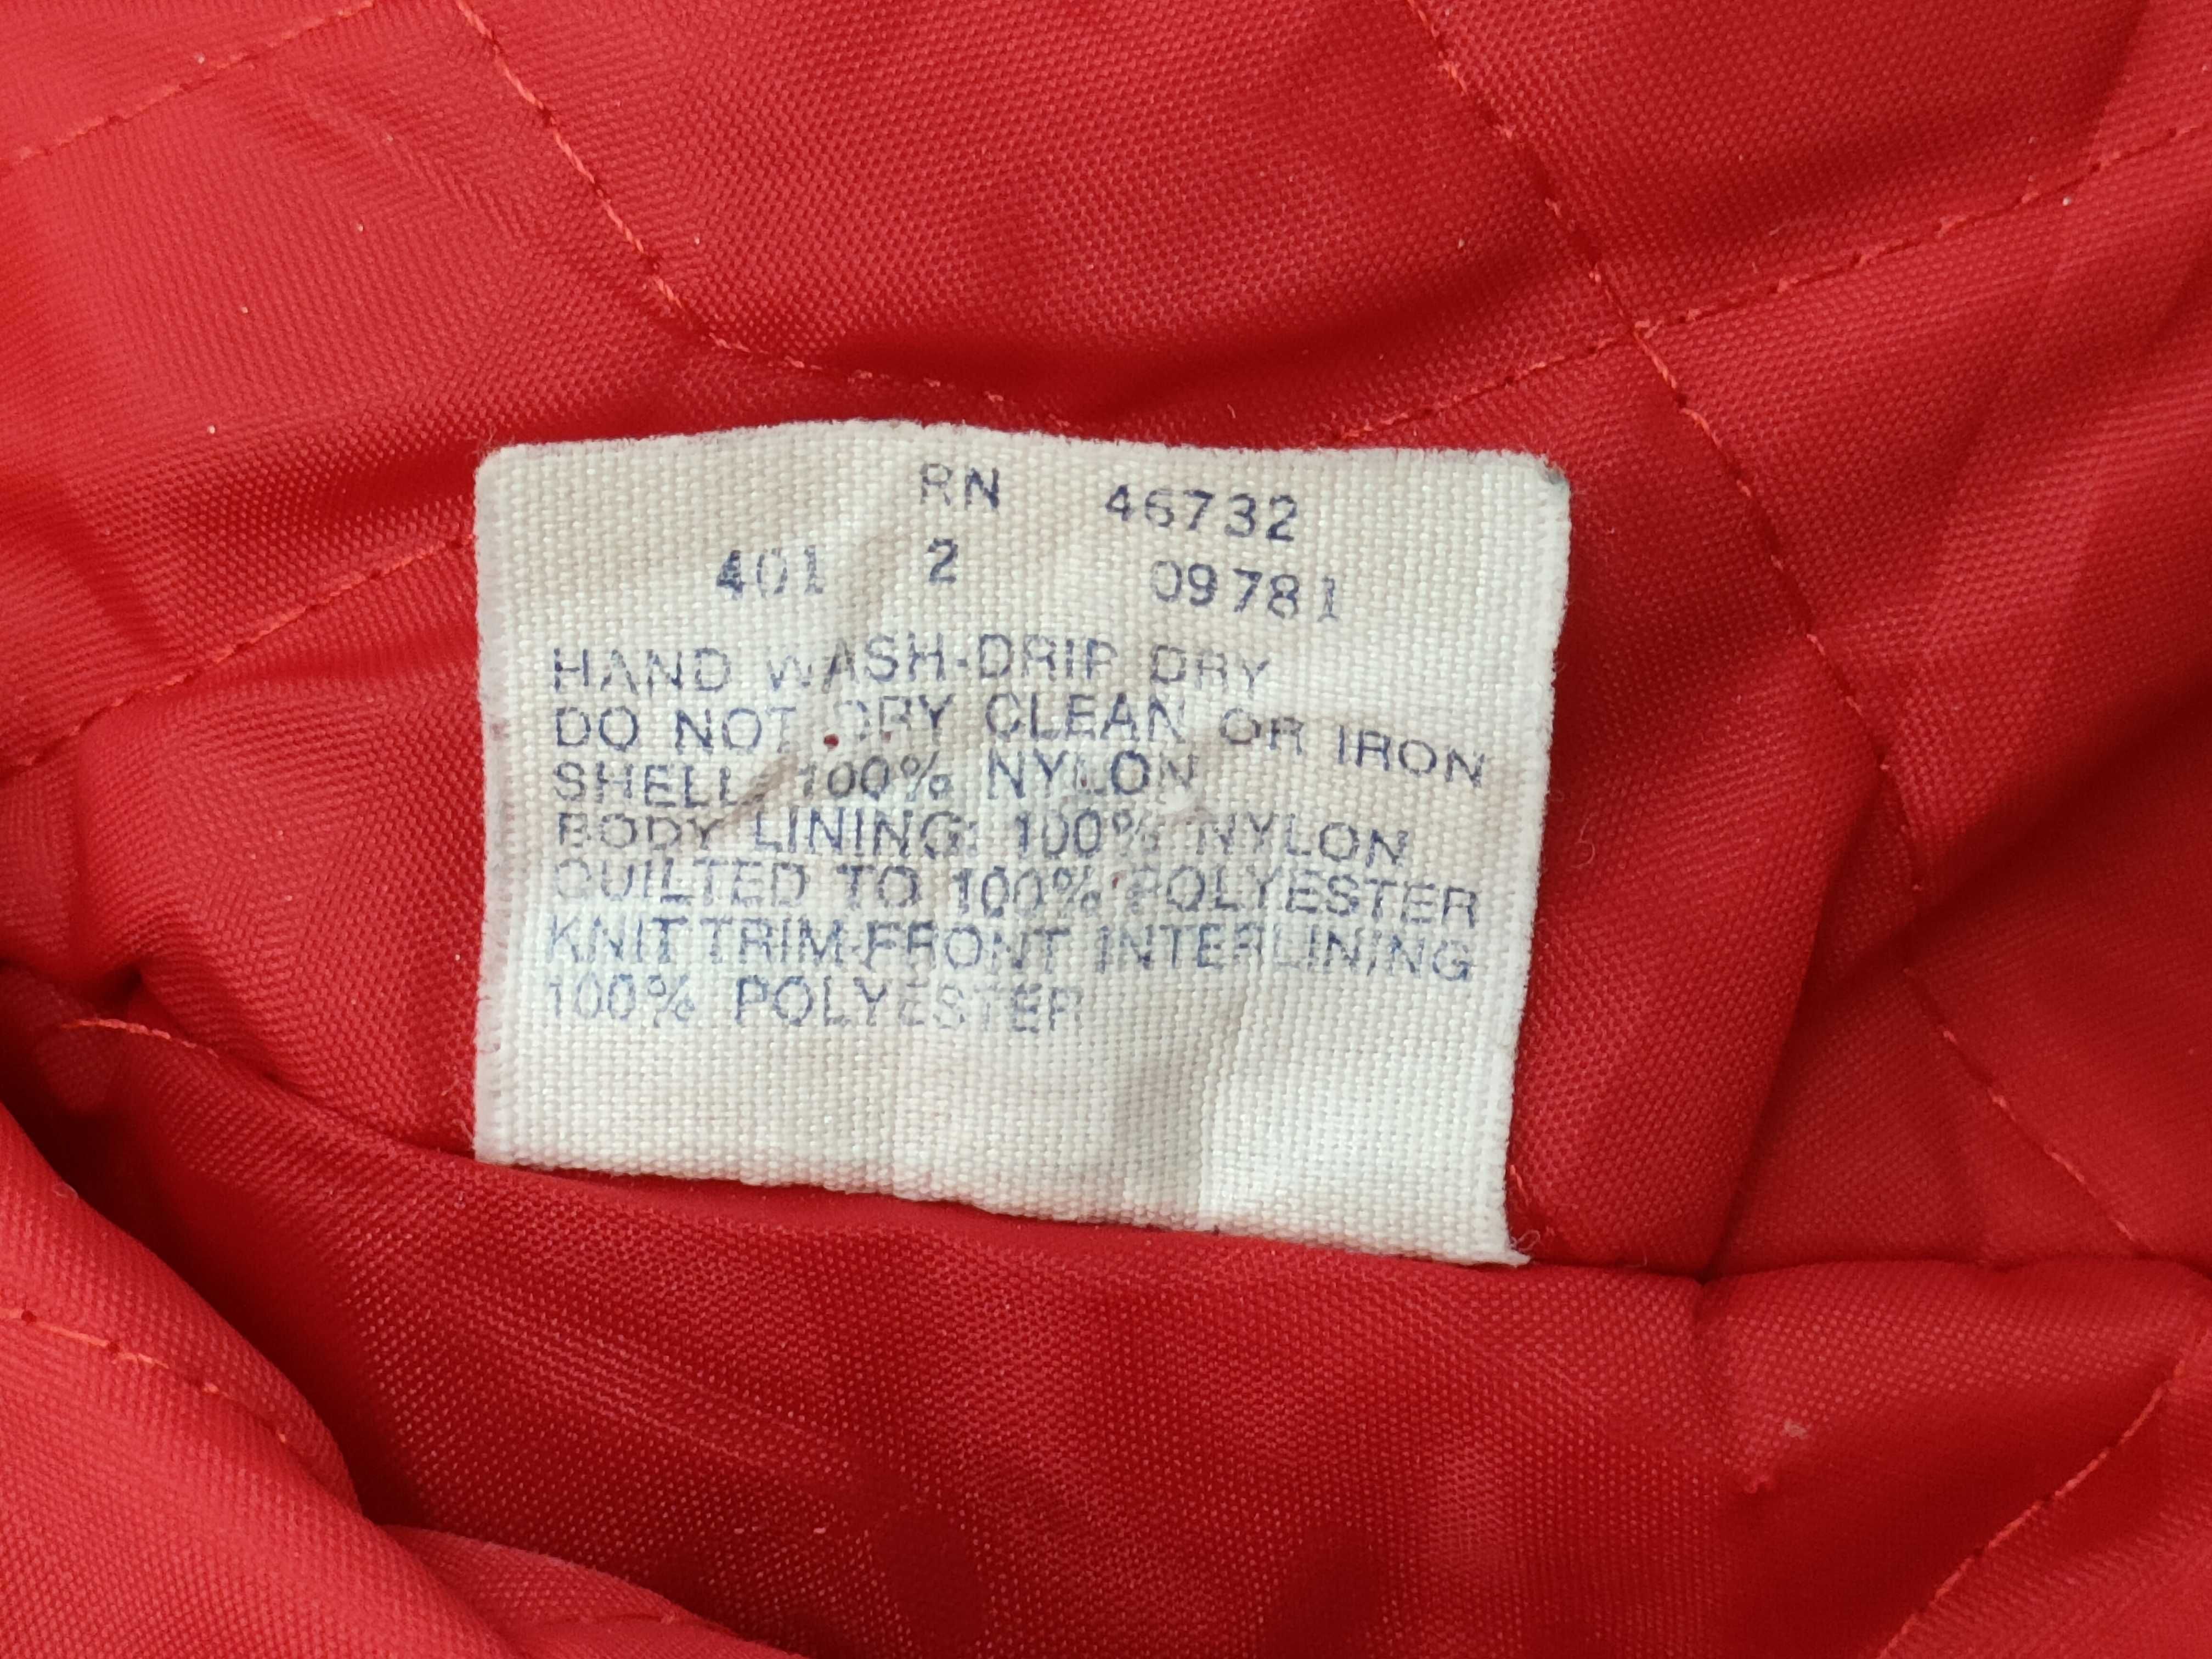 RN 46732
401 2 09781
HAND WASH-DRIP DRY
DO NOT DRY CLEAN OR IRON
SHELL: 100% NYLON
BODY LINING: 100% NYLON
QUILTED TO 100% POLYESTER
KNIT TRIM-FRONT INTERLINING
100% POLYESTER